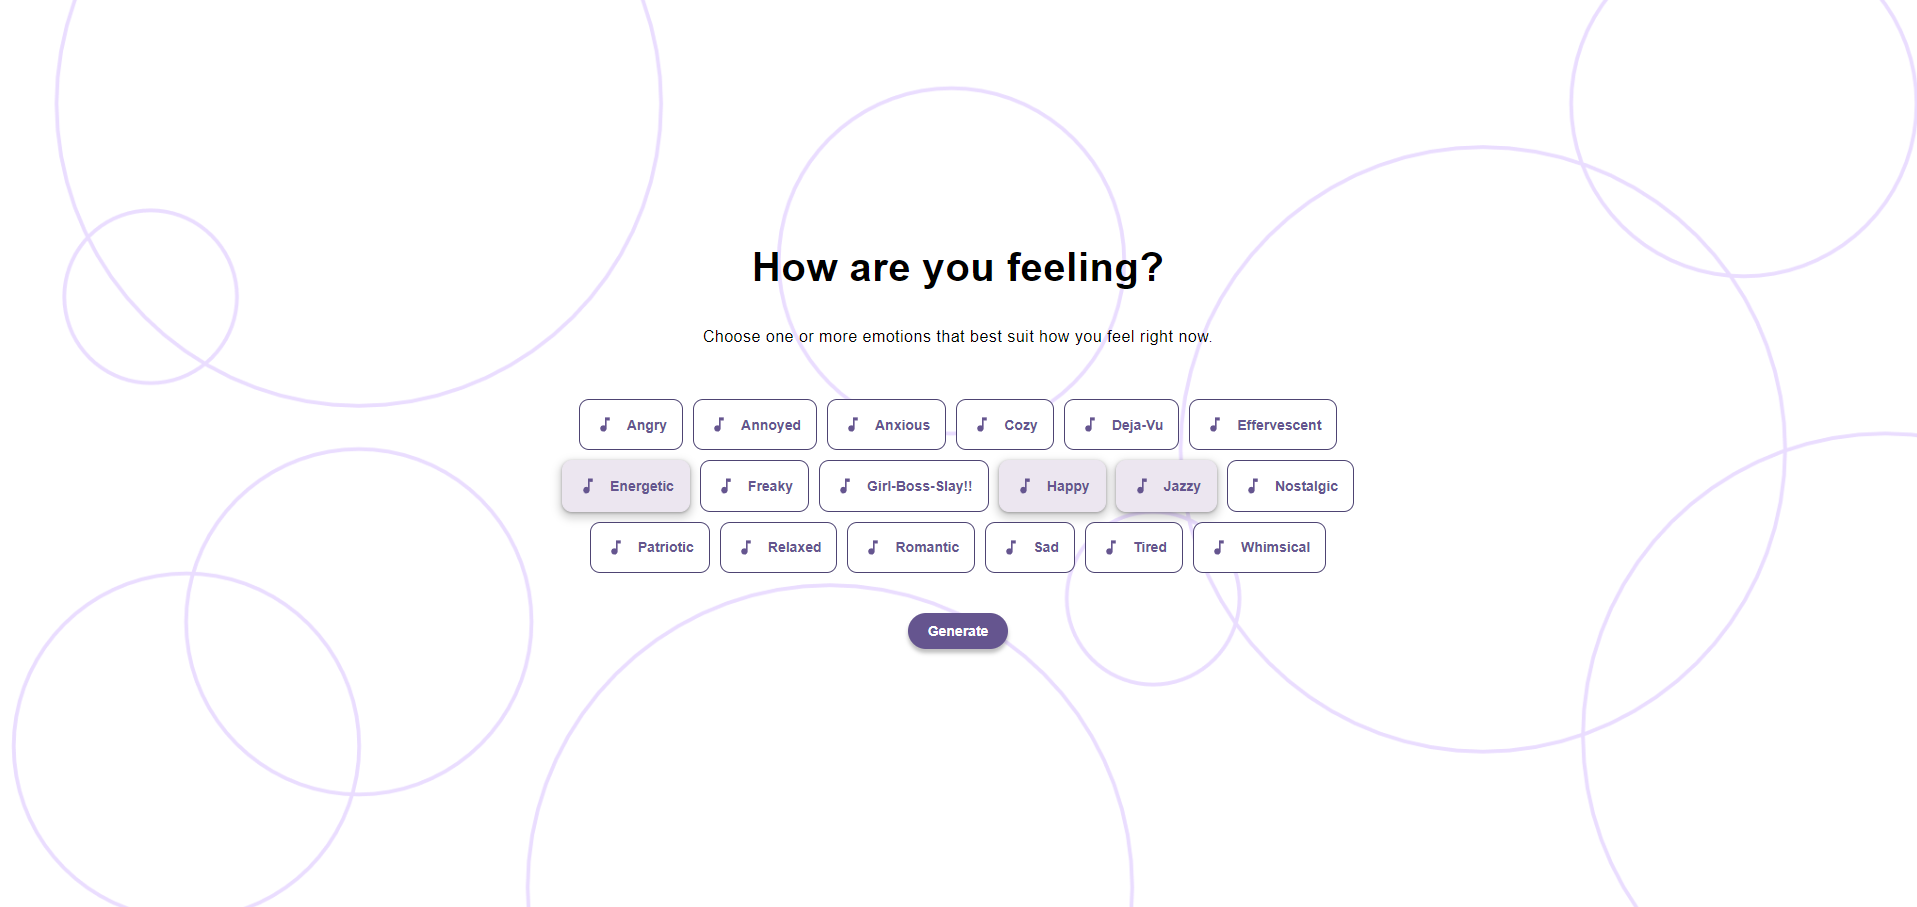 How are you feeling?
Choose one or more emotions that best suit how you feel right now.
Angry Annoyed Anxious Cozy Deja-Vu Effervescent
Energetic Freaky Girl-Boss-Slay!! Happy Jazzy Nostalgic
Patriotic Relaxed Romantic Sad Tired Whimsical
Generate